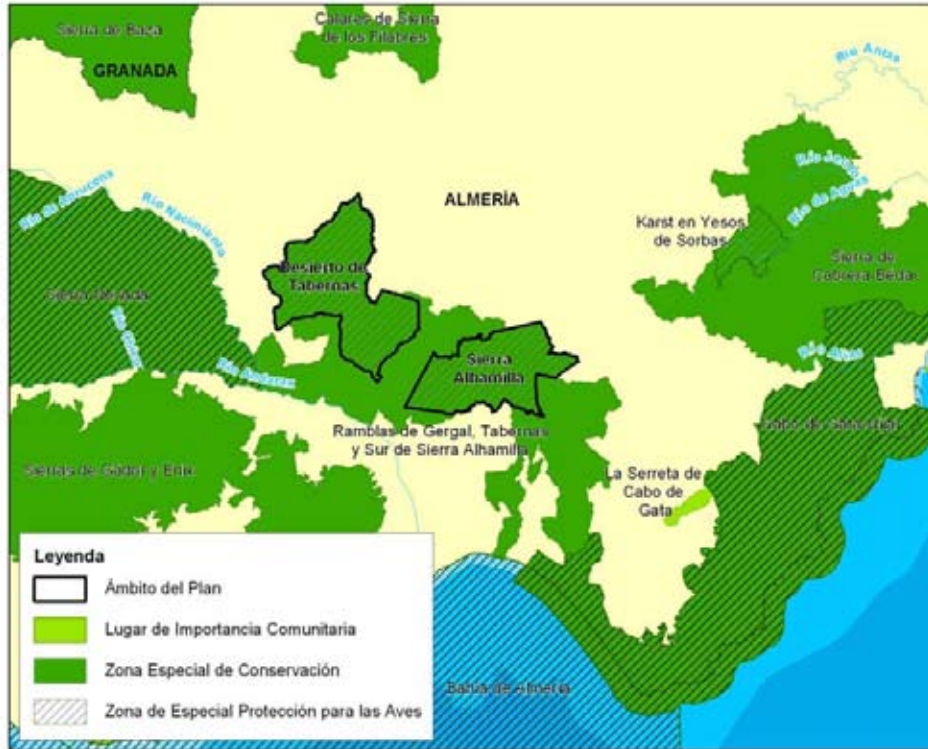 Sierra de Baza
GRANADA
Calares de Sierra
de los Filabres
Río Antas
Río de Abrucena
Río Nacimiento
ALMERÍA
Río de Aguas
Karst en Yesos
de Sorbas
Sierra de
Cabrera-Bédar
Desierto de
Tabernas
Sierra Nevada
Sierra
Alhamilla
Río Andarax
Río Alías
Ramblas de Gergal, Tabernas
y Sur de Sierra Alhamilla
Sierras de Gádor y Enix
La Serreta de
Cabo de
Gata
Bahía de Almería
Leyenda
Ámbito del Plan
Lugar de Importancia Comunitaria
Zona Especial de Conservación
Zona de Especial Protección para las Aves